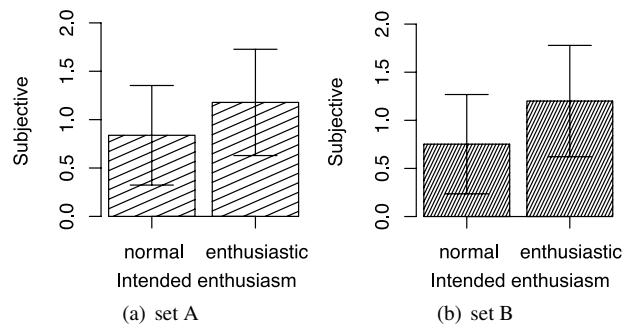 Subjective
0.0 0.5 1.0 1.5 2.0
normal enthusiastic
Intended enthusiasm
(a) set A
Subjective
0.0 0.5 1.0 1.5 2.0
normal enthusiastic
Intended enthusiasm
(b) set B